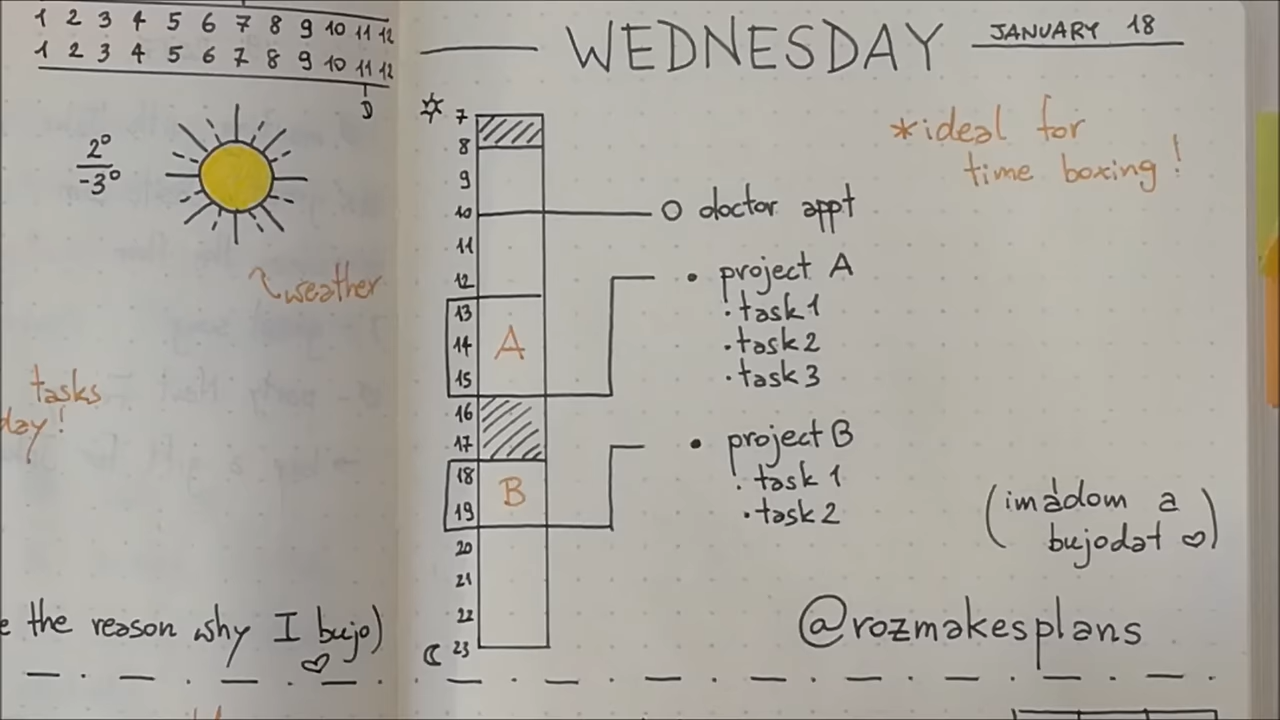 1 2 3 4 5 6 7 8 9 10 11 12
1 2 3 4 5 6 7 8 9 10 11 12
D
2°
-3°
weather
tasks
day!
the reason why I bujo)
WEDNESDAY
JANUARY 18
*ideal for
time boxing!
7
8
9
10
11
12
13
14
15
16
17
18
19
20
21
22
23
A
B
doctor appt
• project A
· task 1
· task 2
· task 3
• project B
· task 1
· task 2
(imádom a
bujodat ♡)
@rozmakesplans